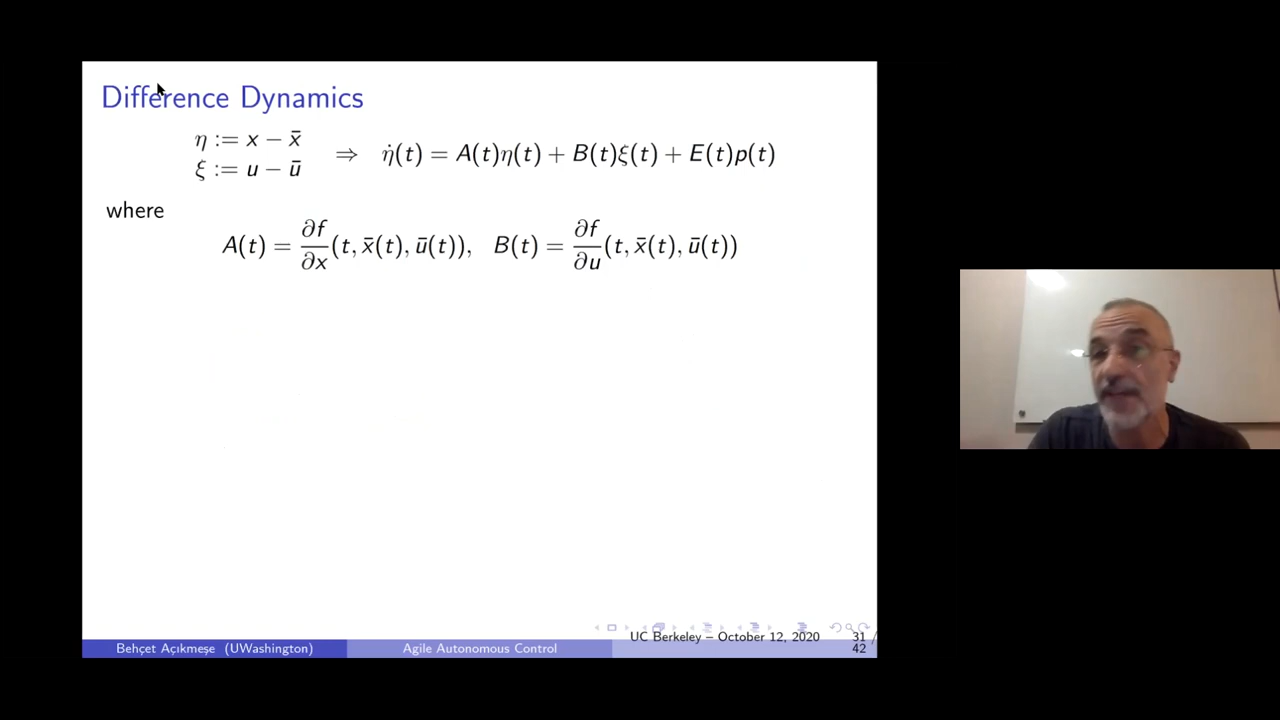 Difference Dynamics
η := x − x̄
ξ := u − ū
⇒ η̇(t) = A(t)η(t) + B(t)ξ(t) + E(t)p(t)
where
A(t) = ∂f/∂x (t, x̄(t), ū(t)), B(t) = ∂f/∂u (t, x̄(t), ū(t))
UC Berkeley – October 12, 2020 31 /
Behçet Açıkmeşe (UWashington) Agile Autonomous Control 42